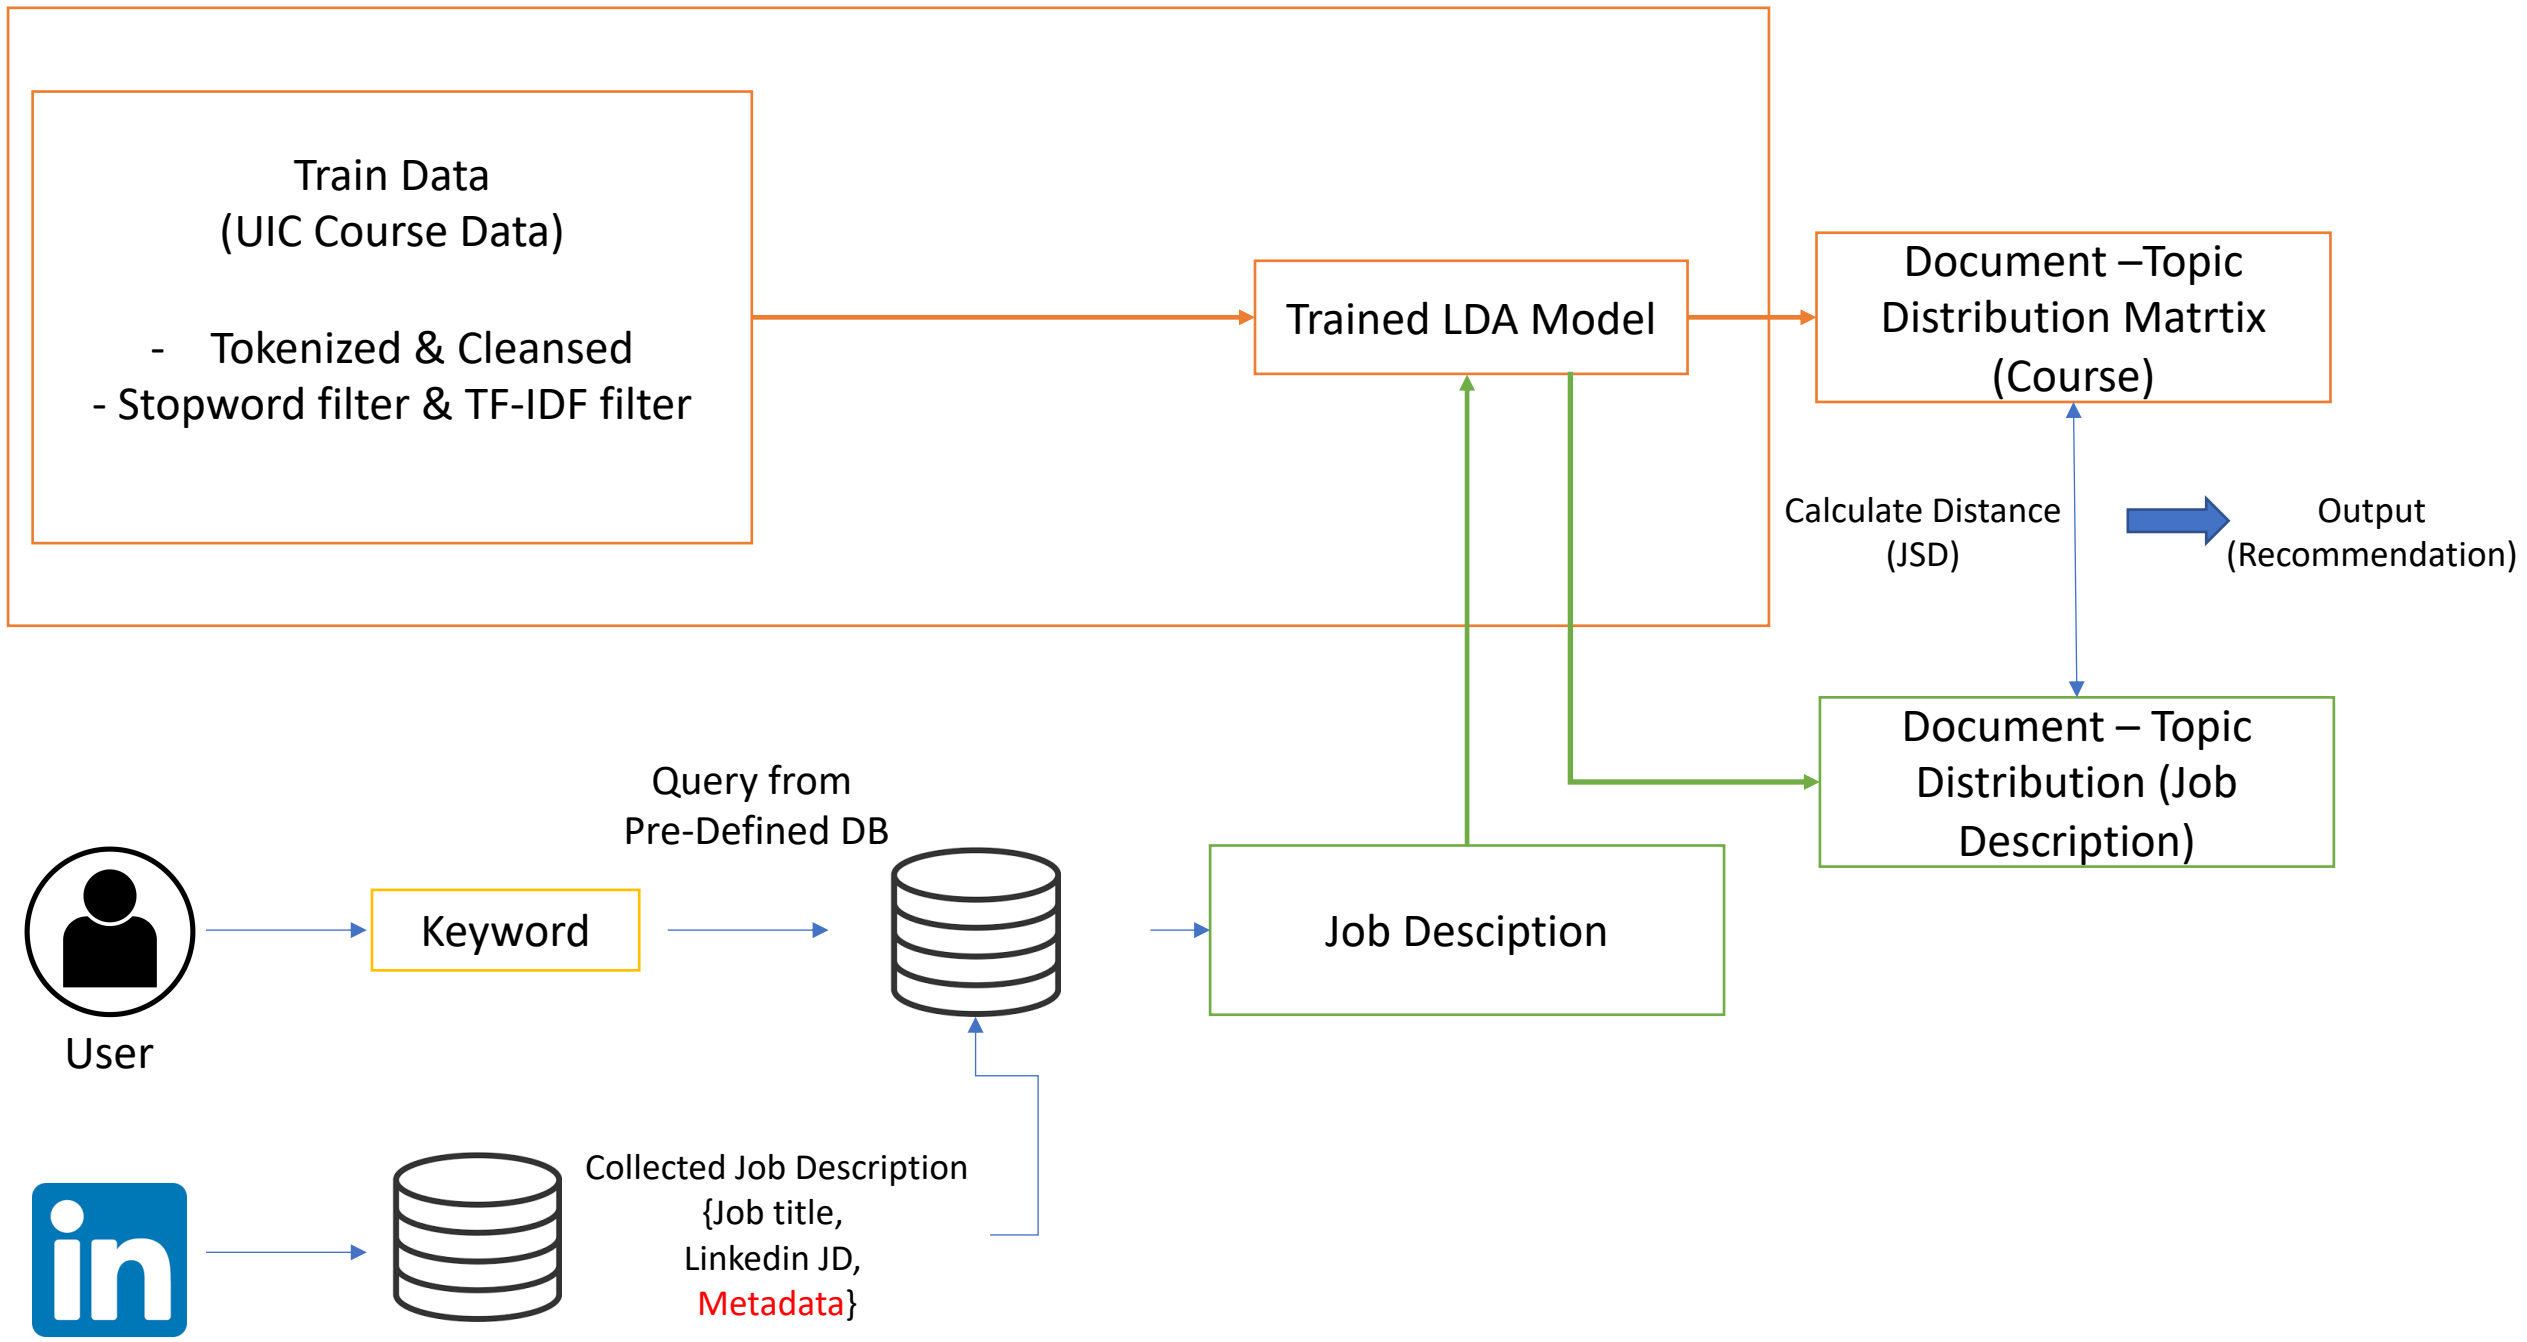 Train Data
(UIC Course Data)
- Tokenized & Cleansed
- Stopword filter & TF-IDF filter
Trained LDA Model
Document –Topic
Distribution Matrtix
(Course)
Calculate Distance
(JSD)
Output
(Recommendation)
Document – Topic
Distribution (Job
Description)
Query from
Pre-Defined DB
Keyword
Job Desciption
User
Collected Job Description
{Job title,
Linkedin JD,
Metadata}
in